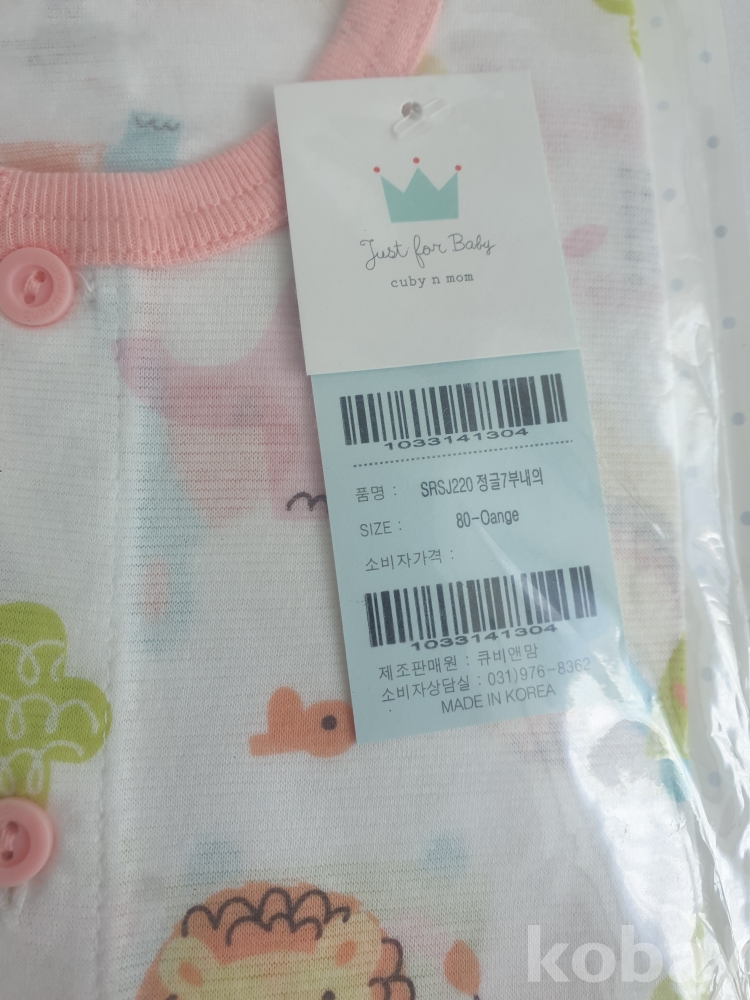 Just for Baby
cuby n mom
1033141304
품명 : SRSJ220 정글7부내의
SIZE : 80-Oange
소비자가격 :
1033141304
제조판매원 : 큐비앤맘
소비자상담실 : 031)976-8362
MADE IN KOREA